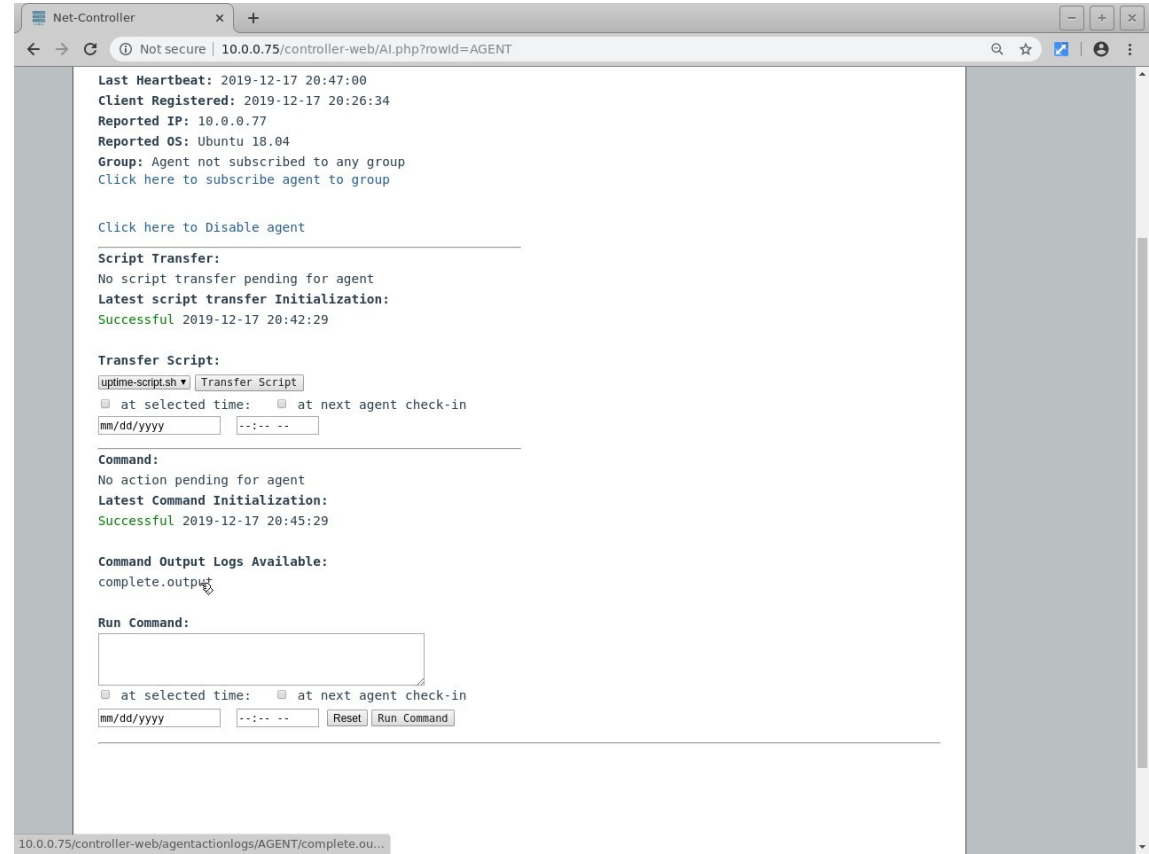 Net-Controller
Not secure | 10.0.0.75/controller-web/AI.php?rowId=AGENT
Last Heartbeat: 2019-12-17 20:47:00
Client Registered: 2019-12-17 20:26:34
Reported IP: 10.0.0.77
Reported OS: Ubuntu 18.04
Group: Agent not subscribed to any group
Click here to subscribe agent to group
Click here to Disable agent
Script Transfer:
No script transfer pending for agent
Latest script transfer Initialization:
Successful 2019-12-17 20:42:29
Transfer Script:
uptime-script.sh Transfer Script
at selected time: at next agent check-in
mm/dd/yyyy --:-- --
Command:
No action pending for agent
Latest Command Initialization:
Successful 2019-12-17 20:45:29
Command Output Logs Available:
complete.output
Run Command:
at selected time: at next agent check-in
mm/dd/yyyy --:-- -- Reset Run Command
10.0.0.75/controller-web/agentactionlogs/AGENT/complete.ou...